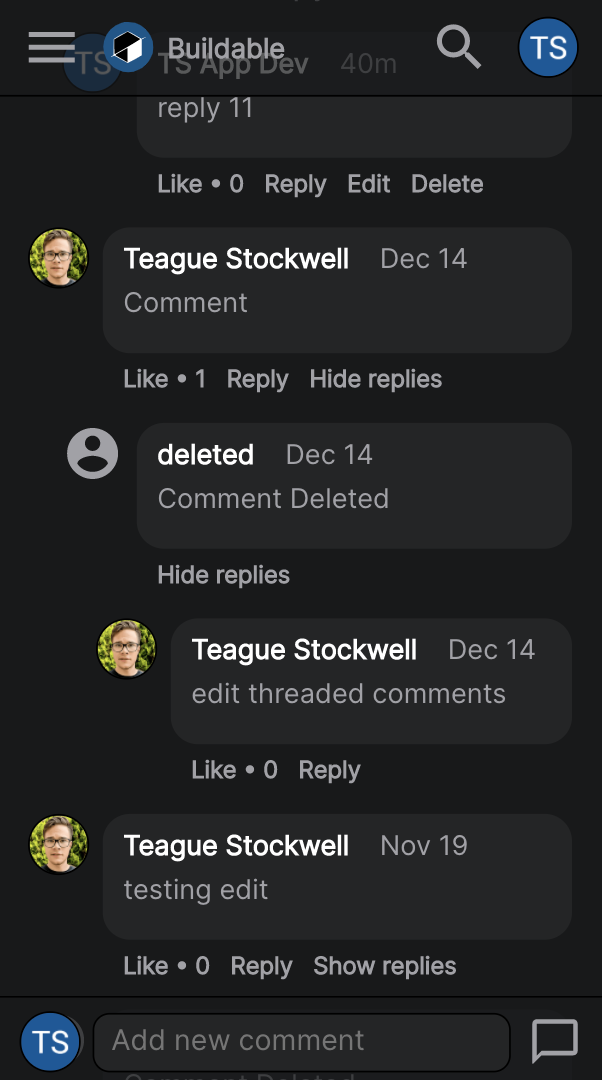 Buildable
TS
TS
TS App Dev 40m
reply 11
Like • 0 Reply Edit Delete
Teague Stockwell Dec 14
Comment
Like • 1 Reply Hide replies
deleted Dec 14
Comment Deleted
Hide replies
Teague Stockwell Dec 14
edit threaded comments
Like • 0 Reply
Teague Stockwell Nov 19
testing edit
Like • 0 Reply Show replies
TS
Add new comment
Comment Deleted